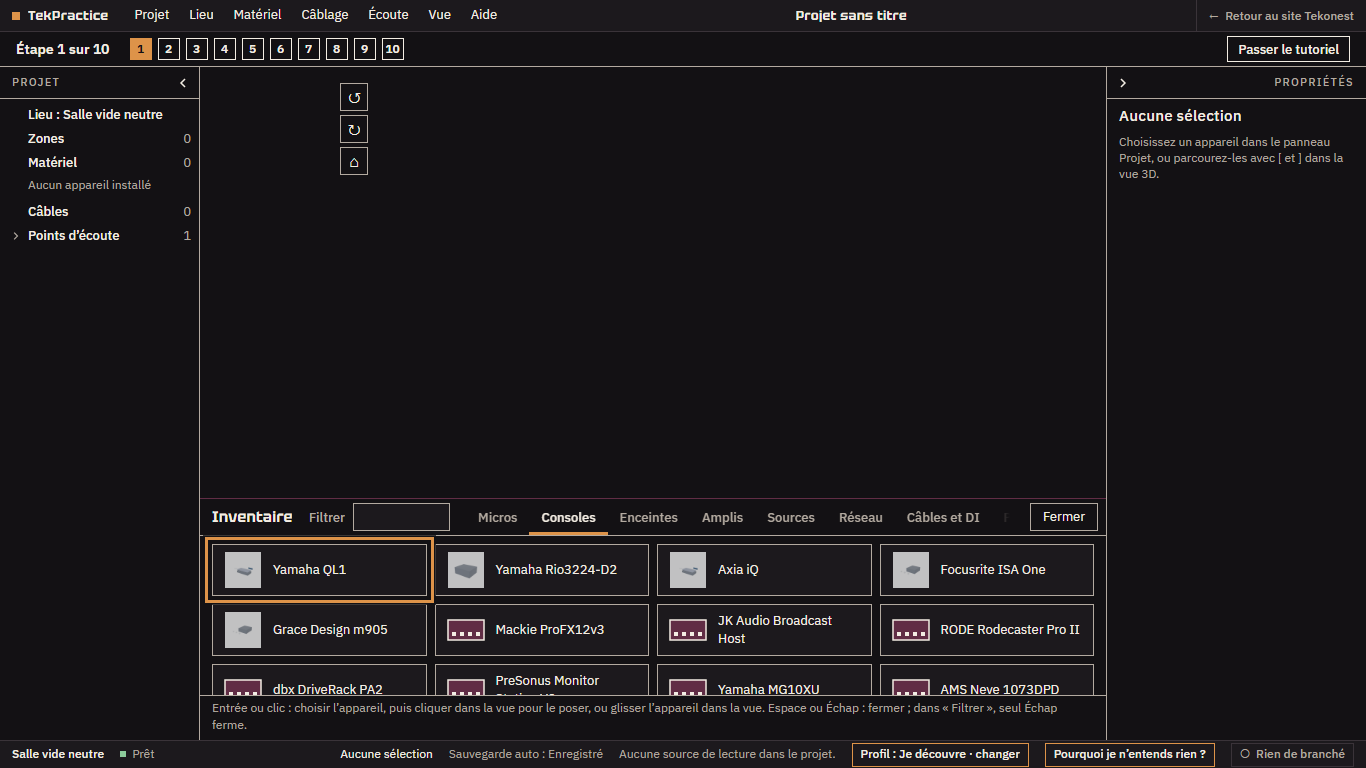 TekPractice Projet Lieu Matériel Câblage Écoute Vue Aide Projet sans titre ← Retour au site Tekonest
Étape 1 sur 10 1 2 3 4 5 6 7 8 9 10 Passer le tutoriel
PROJET
PROPRIÉTÉS
Lieu : Salle vide neutre
Zones 0
Matériel 0
Aucun appareil installé
Câbles 0
Points d’écoute 1
Aucune sélection
Choisissez un appareil dans le panneau
Projet, ou parcourez-les avec [ et ] dans la
vue 3D.
Inventaire Filtrer Micros Consoles Enceintes Amplis Sources Réseau Câbles et DI Fermer
Yamaha QL1 Yamaha Rio3224-D2 Axia iQ Focusrite ISA One
Grace Design m905 Mackie ProFX12v3 JK Audio Broadcast
Host RODE Rodecaster Pro II
dbx DriveRack PA2 PreSonus Monitor Yamaha MG10XU AMS Neve 1073DPD
Entrée ou clic : choisir l’appareil, puis cliquer dans la vue pour le poser, ou glisser l’appareil dans la vue. Espace ou Échap : fermer ; dans « Filtrer », seul Échap
ferme.
Salle vide neutre Prêt Aucune sélection Sauvegarde auto : Enregistré Aucune source de lecture dans le projet. Profil : Je découvre · changer Pourquoi je n’entends rien ? Rien de branché